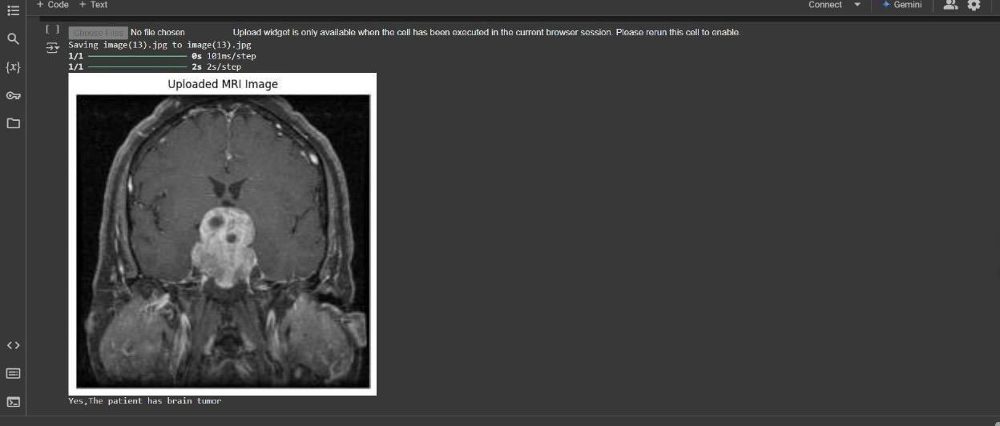 + Code + Text Connect Gemini
[ ] Choose Files No file chosen Upload widget is only available when the cell has been executed in the current browser session. Please rerun this cell to enable.
Saving image(13).jpg to image(13).jpg
1/1 0s 101ms/step
1/1 2s 2s/step
Uploaded MRI Image
Yes,The patient has brain tumor
{x}
<>